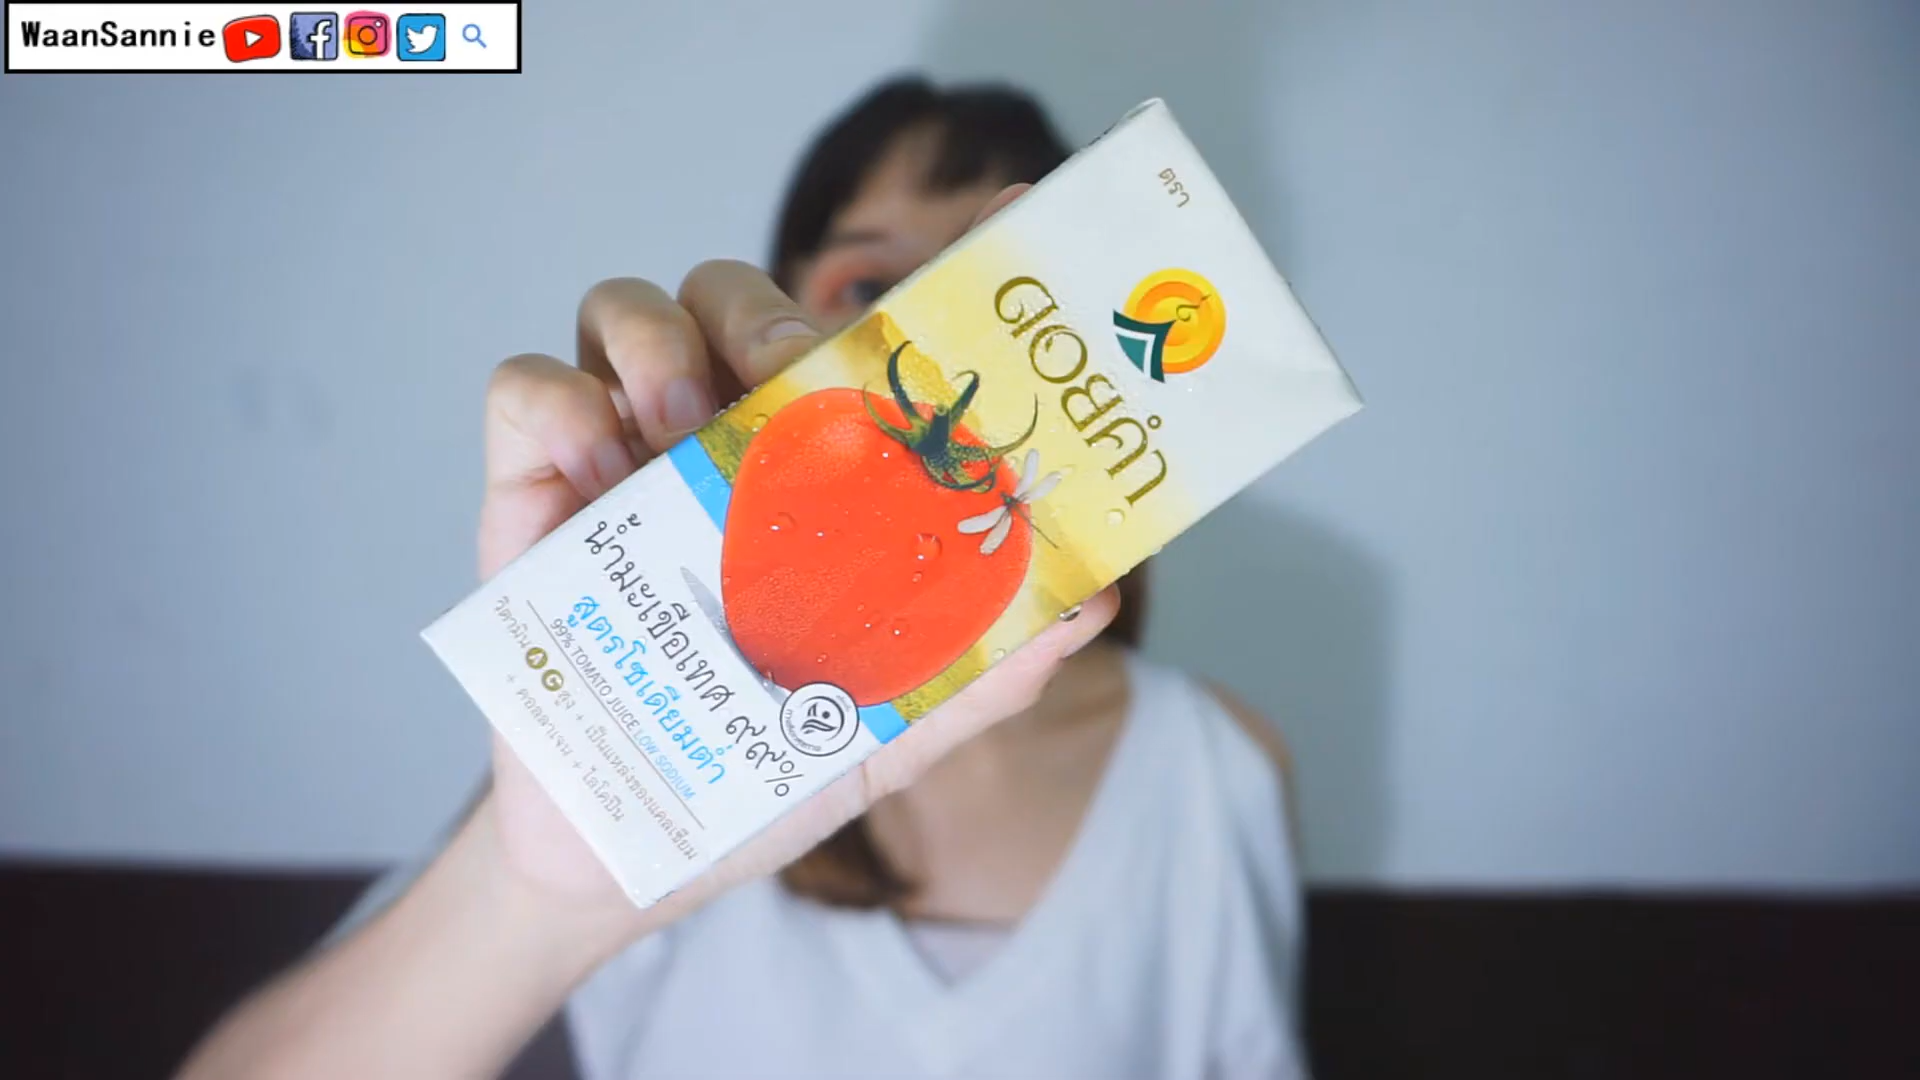 WaanSannie
ตรา
ดอยคำ
น้ำมะเขือเทศ ๙๙%
สูตรโซเดียมต่ำ
99% TOMATO JUICE LOW SODIUM
วิตามิน A C สูง + เป็นแหล่งของแคลเซียม
+ คอลลาเจน + ไลโคปีน